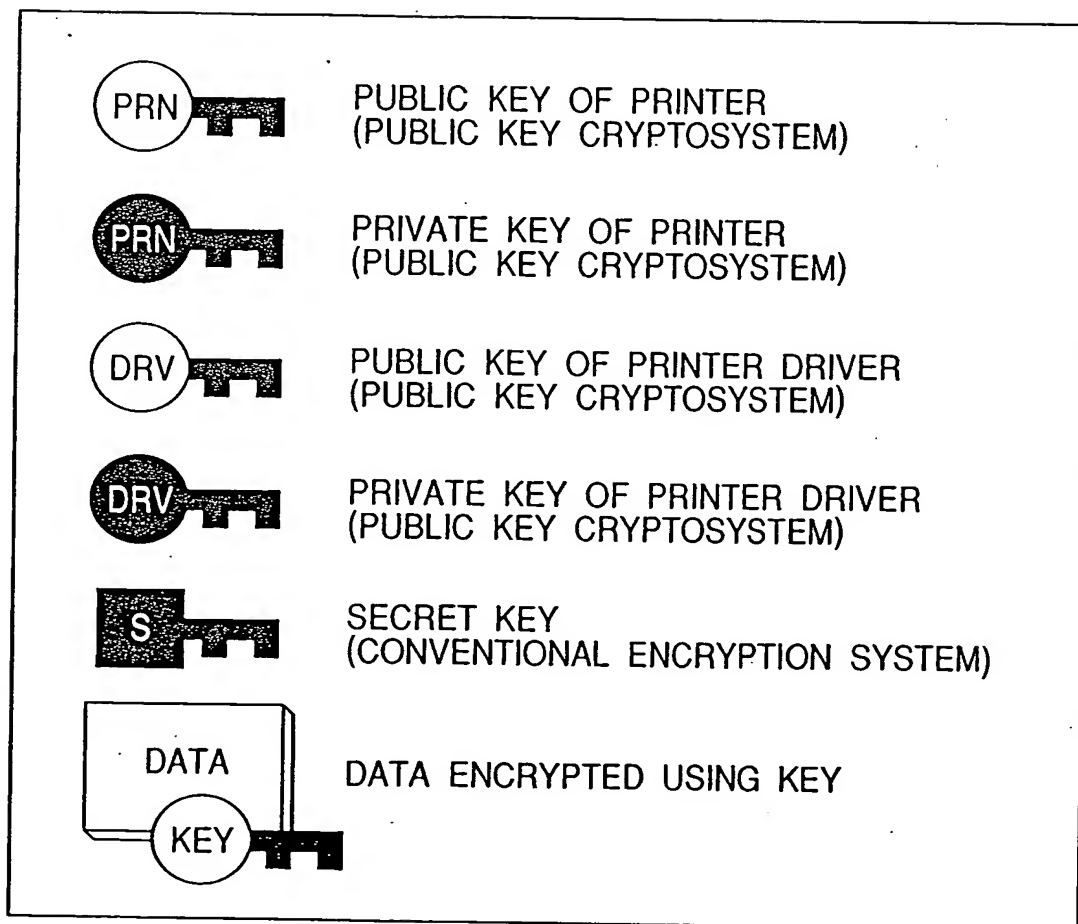 PRN
PUBLIC KEY OF PRINTER
(PUBLIC KEY CRYPTOSYSTEM)
PRN
PRIVATE KEY OF PRINTER
(PUBLIC KEY CRYPTOSYSTEM)
DRV
PUBLIC KEY OF PRINTER DRIVER
(PUBLIC KEY CRYPTOSYSTEM)
DRV
PRIVATE KEY OF PRINTER DRIVER
(PUBLIC KEY CRYPTOSYSTEM)
S
SECRET KEY
(CONVENTIONAL ENCRYPTION SYSTEM)
DATA
DATA ENCRYPTED USING KEY
KEY